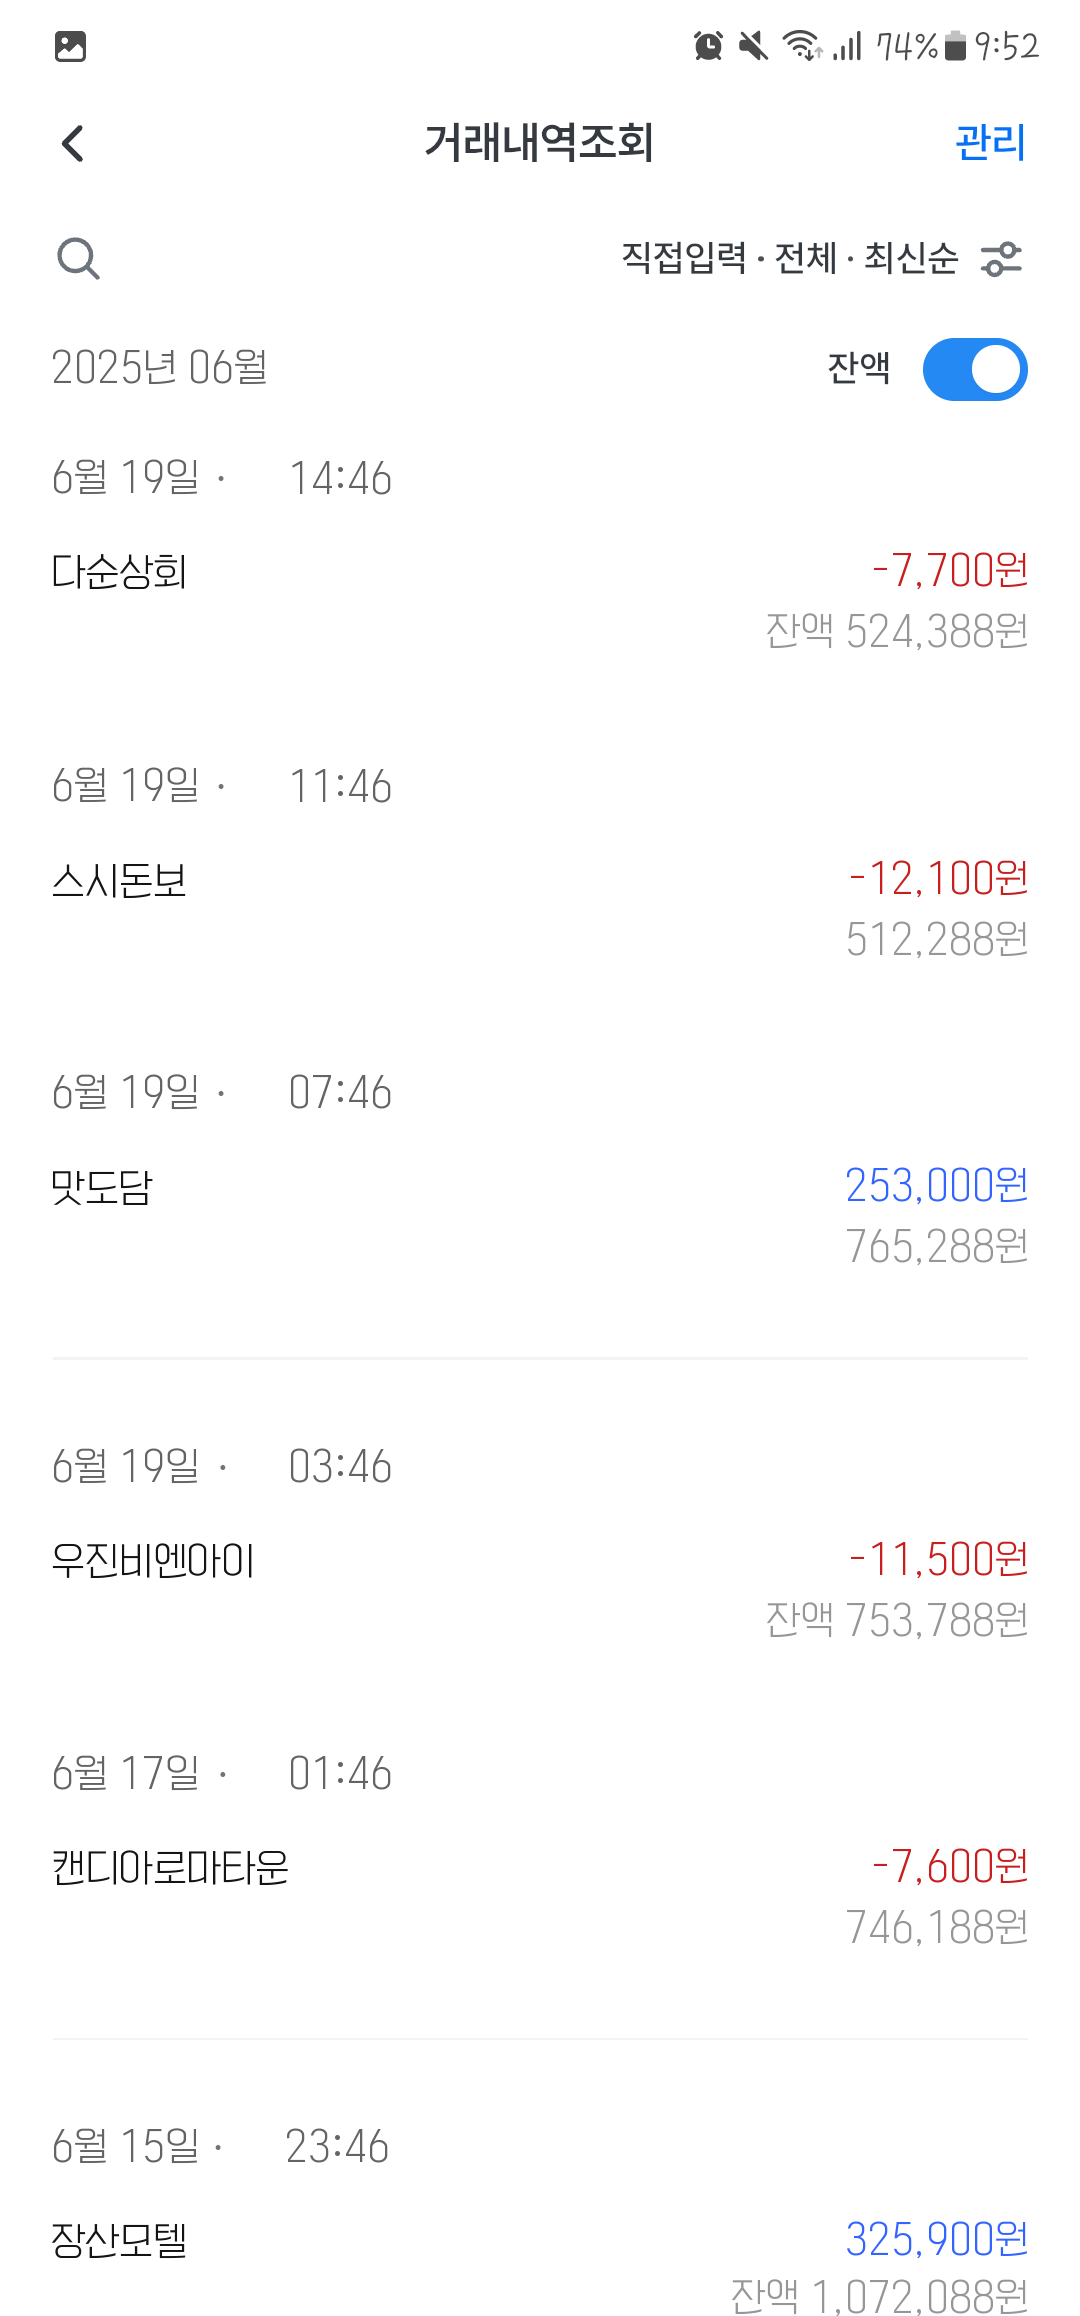 74% 9:52
거래내역조회 관리
직접입력 · 전체 · 최신순
2025년 06월 잔액
6월 19일 · 14:46
다순상회 -7,700원
잔액 524,388원
6월 19일 · 11:46
스시돈보 -12,100원
512,288원
6월 19일 · 07:46
맛도담 253,000원
765,288원
6월 19일 · 03:46
우진비엔아이 -11,500원
잔액 753,788원
6월 17일 · 01:46
캔디아로마타운 -7,600원
746,188원
6월 15일 · 23:46
장산모텔 325,900원
잔액 1,072,088원